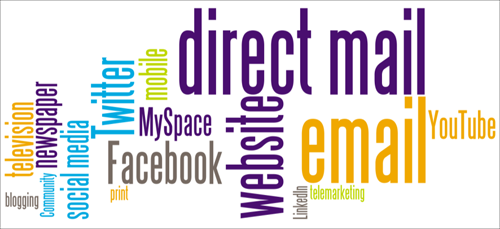 television
newspaper
blogging
Community
social media
Twitter
mobile
MySpace
Facebook
print
direct mail
website
email
YouTube
LinkedIn
telemarketing